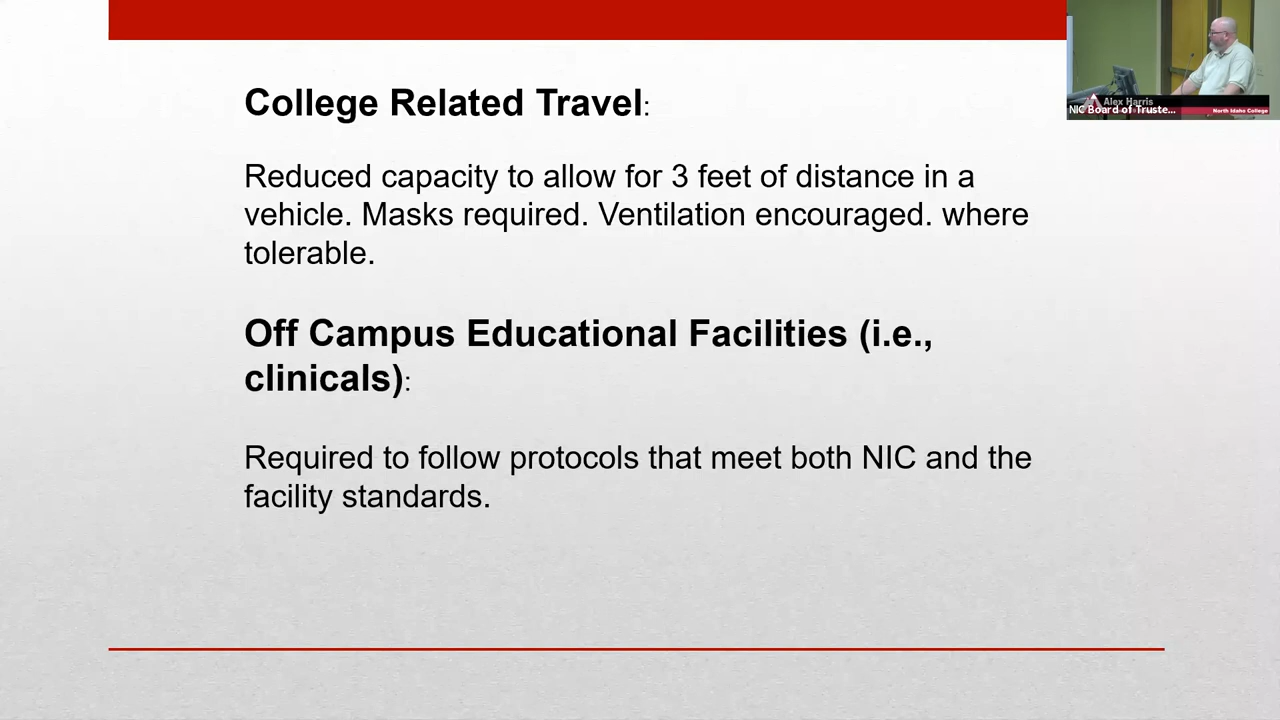 College Related Travel:
Reduced capacity to allow for 3 feet of distance in a
vehicle. Masks required. Ventilation encouraged. where
tolerable.
Off Campus Educational Facilities (i.e.,
clinicals):
Required to follow protocols that meet both NIC and the
facility standards.
Alex Harris
NIC Board of Truste...
North Idaho College